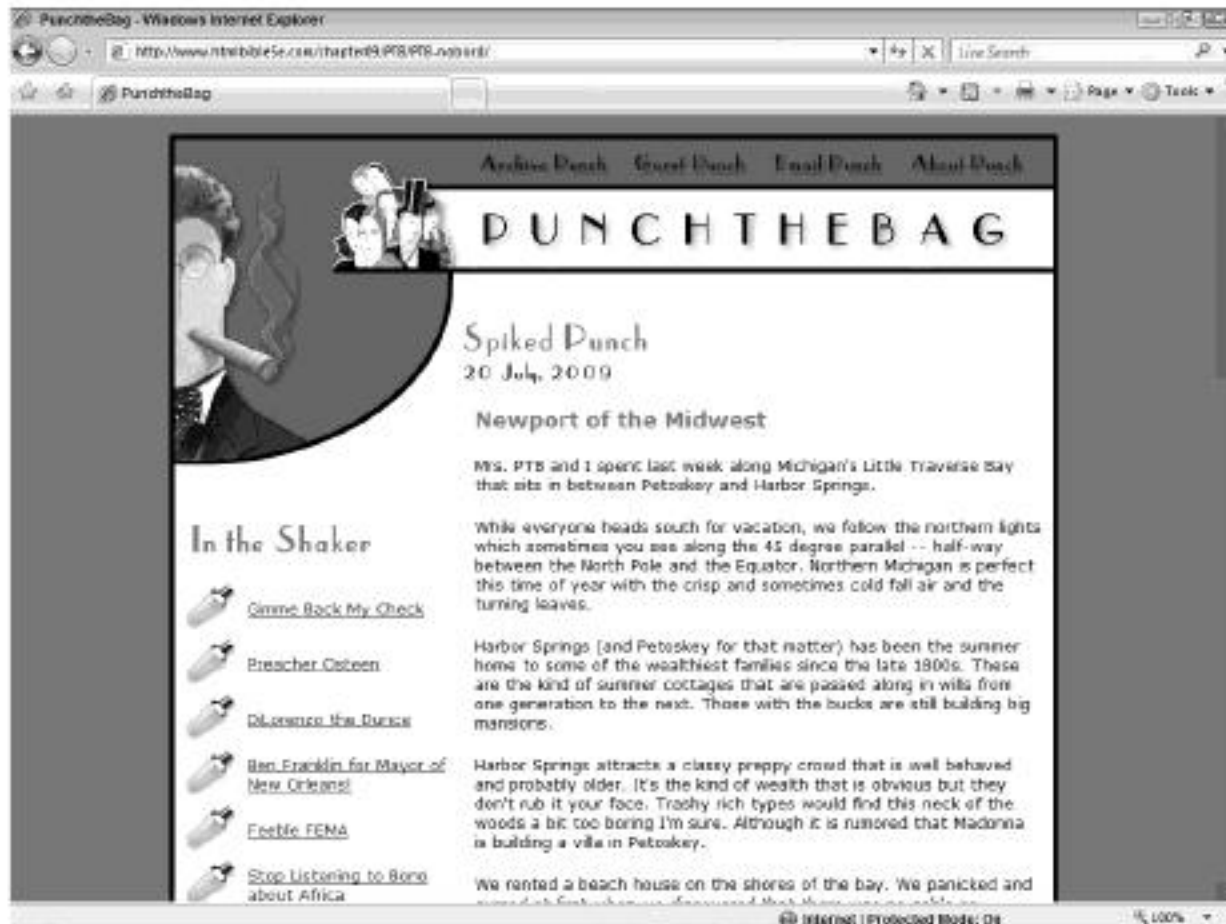 PunchtheBag - Windows Internet Explorer
http://www.htmlbible5e.com/chapter09/PTB/PTB-nobord/
Live Search
PunchtheBag
Page
Tools
Archive Punch Guest Punch Email Punch About Punch
PUNCHTHEBAG
Spiked Punch
20 July, 2009
Newport of the Midwest
Mrs. PTB and I spent last week along Michigan's Little Traverse Bay
that sits in between Petoskey and Harbor Springs.
While everyone heads south for vacation, we follow the northern lights
which sometimes you see along the 45 degree parallel -- half-way
between the North Pole and the Equator. Northern Michigan is perfect
this time of year with the crisp and sometimes cold fall air and the
turning leaves.
Harbor Springs (and Petoskey for that matter) has been the summer
home to some of the wealthiest families since the late 1800s. These
are the kind of summer cottages that are passed along in wills from
one generation to the next. Those with the bucks are still building big
mansions.
Harbor Springs attracts a classy preppy crowd that is well behaved
and probably older. It's the kind of wealth that is obvious but they
don't rub it your face. Trashy rich types would find this neck of the
woods a bit too boring I'm sure. Although it is rumored that Madonna
is building a villa in Petoskey.
We rented a beach house on the shores of the bay. We panicked and
In the Shaker
Gimme Back My Check
Preacher Osteen
DiLorenzo the Dunce
Ben Franklin for Mayor of
New Orleans!
Feeble FEMA
Stop Listening to Bono
about Africa
Internet | Protected Mode: On
100%